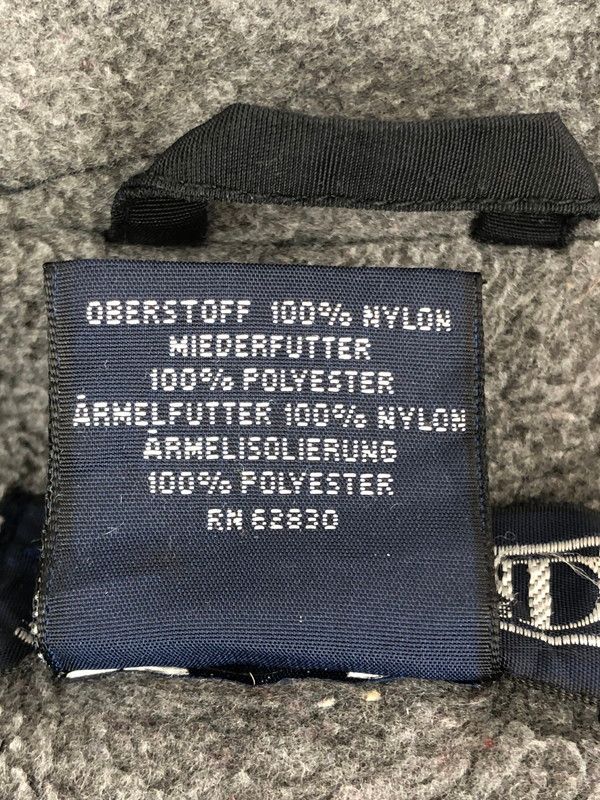 OBERSTOFF 100% NYLON
MIEDERFUTTER
100% POLYESTER
ÄRMELFUTTER 100% NYLON
ÄRMELISOLIERUNG
100% POLYESTER
RN 62830